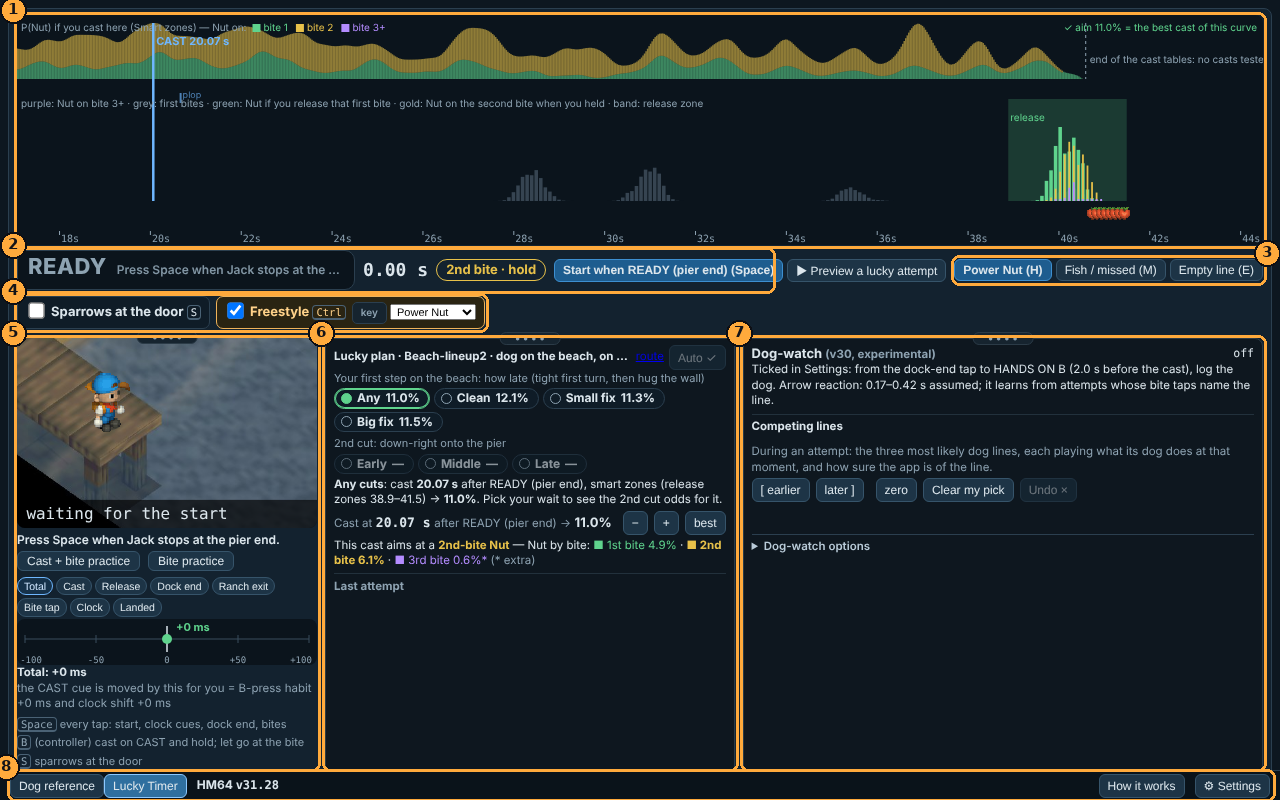 1
P(Nut) if you cast here (Smart zones) — Nut on: bite 1 bite 2 bite 3+
✓ aim 11.0% = the best cast of this curve
CAST 20.07 s
end of the cast tables: no casts teste
plop
purple: Nut on bite 3+ · grey: first bites · green: Nut if you release that first bite · gold: Nut on the second bite when you held · band: release zone
release
18s 20s 22s 24s 26s 28s 30s 32s 34s 36s 38s 40s 42s 44s
2
3
READY Press Space when Jack stops at the ... 0.00 s 2nd bite · hold Start when READY (pier end) (Space) ▶ Preview a lucky attempt Power Nut (H) Fish / missed (M) Empty line (E)
4
Sparrows at the door S Freestyle Ctrl key Power Nut
5
6
7
waiting for the start
Press Space when Jack stops at the pier end.
Cast + bite practice Bite practice
Total Cast Release Dock end Ranch exit
Bite tap Clock Landed
+0 ms
-100 -50 0 +50 +100
Total: +0 ms
the CAST cue is moved by this for you = B-press habit
+0 ms and clock shift +0 ms
Space every tap: start, clock cues, dock end, bites
B (controller) cast on CAST and hold; let go at the bite
S sparrows at the door
Lucky plan · Beach-lineup2 · dog on the beach, on ... Auto ✓
Your first step on the beach: how late (tight first turn, then hug the wall)
Any 11.0% Clean 12.1% Small fix 11.3%
Big fix 11.5%
2nd cut: down-right onto the pier
Early — Middle — Late —
Any cuts: cast 20.07 s after READY (pier end), smart zones (release
zones 38.9–41.5) → 11.0%. Pick your wait to see the 2nd cut odds for it.
Cast at 20.07 s after READY (pier end) → 11.0% − + best
This cast aims at a 2nd-bite Nut — Nut by bite: 1st bite 4.9% · 2nd
bite 6.1% · 3rd bite 0.6%* (* extra)
Last attempt
Dog-watch (v30, experimental) off
Ticked in Settings: from the dock-end tap to HANDS ON B (2.0 s before the cast), log the
dog. Arrow reaction: 0.17–0.42 s assumed; it learns from attempts whose bite taps name the
line.
Competing lines
During an attempt: the three most likely dog lines, each playing what its dog does at that
moment, and how sure the app is of the line.
[ earlier later ] zero Clear my pick Undo ×
▶ Dog-watch options
8
Dog reference Lucky Timer HM64 v31.28 How it works ⚙ Settings